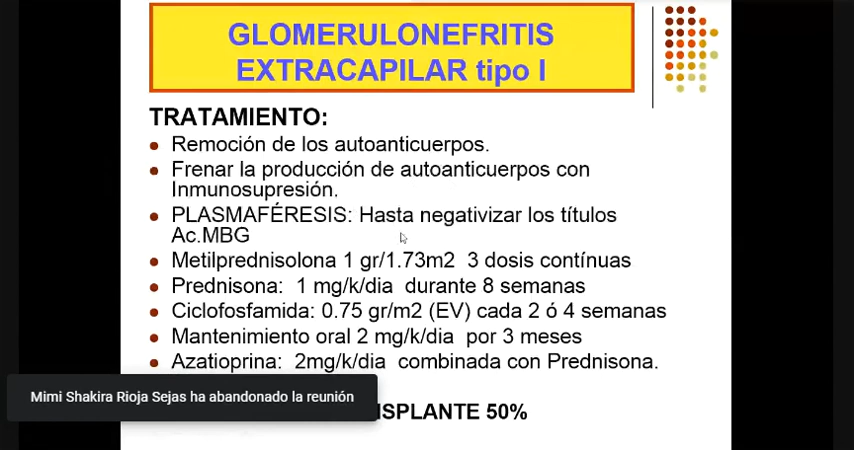 GLOMERULONEFRITIS
EXTRACAPILAR tipo I
TRATAMIENTO:
Remoción de los autoanticuerpos.
Frenar la producción de autoanticuerpos con
Inmunosupresión.
PLASMAFÉRESIS: Hasta negativizar los títulos
Ac.MBG
Metilprednisolona 1 gr/1.73m2 3 dosis contínuas
Prednisona: 1 mg/k/dia durante 8 semanas
Ciclofosfamida: 0.75 gr/m2 (EV) cada 2 ó 4 semanas
Mantenimiento oral 2 mg/k/dia por 3 meses
Azatioprina: 2mg/k/dia combinada con Prednisona.
Mimi Shakira Rioja Sejas ha abandonado la reunión
50%